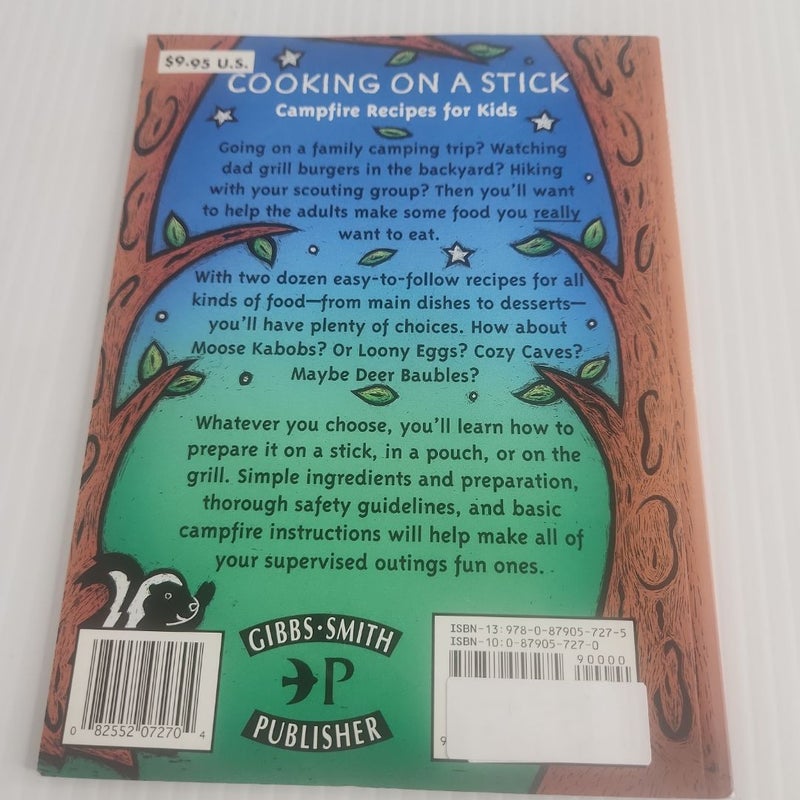 $9.95 U.S.
COOKING ON A STICK
Campfire Recipes for Kids
Going on a family camping trip? Watching
dad grill burgers in the backyard? Hiking
with your scouting group? Then you'll want
to help the adults make some food you really
want to eat.
With two dozen easy-to-follow recipes for all
kinds of food—from main dishes to desserts—
you'll have plenty of choices. How about
Moose Kabobs? Or Loony Eggs? Cozy Caves?
Maybe Deer Baubles?
Whatever you choose, you'll learn how to
prepare it on a stick, in a pouch, or on the
grill. Simple ingredients and preparation,
thorough safety guidelines, and basic
campfire instructions will help make all of
your supervised outings fun ones.
GIBBS·SMITH
P
PUBLISHER
0 82552 07270 4
ISBN-13: 978-0-87905-727-5
ISBN-10: 0-87905-727-0
90000
9